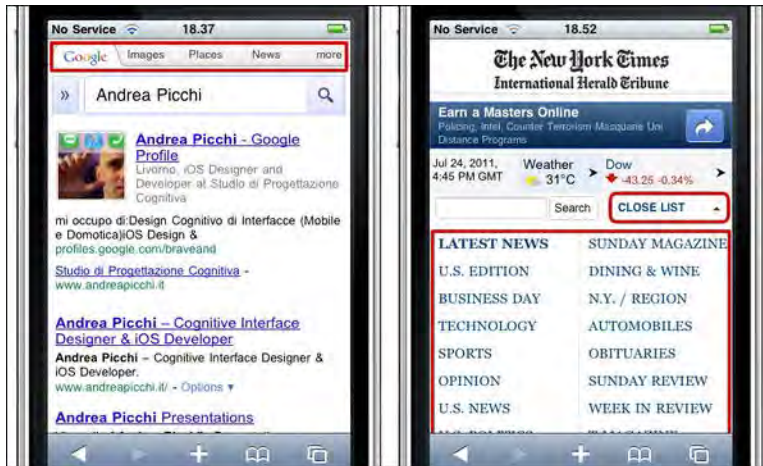 No Service 18.37
Google Images Places News more
» Andrea Picchi
Andrea Picchi - Google
Profile
Livorno, iOS Designer and
Developer at Studio di Progettazione
Cognitiva
mi occupo di:Design Cognitivo di Interfacce (Mobile
e Domotica)iOS Design &
profiles.google.com/braveand
Studio di Progettazione Cognitiva -
www.andreapicchi.it
Andrea Picchi – Cognitive Interface
Designer & iOS Developer
Andrea Picchi – Cognitive Interface Designer &
iOS Developer.
www.andreapicchi.it/ - Options ▼
Andrea Picchi Presentations
No Service 18.52
The New York Times
International Herald Tribune
Earn a Masters Online
Policing, Intel, Counter Terrorism Macquarie Uni
Distance Programs
Jul 24, 2011,
4:45 PM GMT
Weather
31°C
Dow
-43.25 -0.34%
Search
CLOSE LIST
LATEST NEWS SUNDAY MAGAZINE
U.S. EDITION DINING & WINE
BUSINESS DAY N.Y. / REGION
TECHNOLOGY AUTOMOBILES
SPORTS OBITUARIES
OPINION SUNDAY REVIEW
U.S. NEWS WEEK IN REVIEW